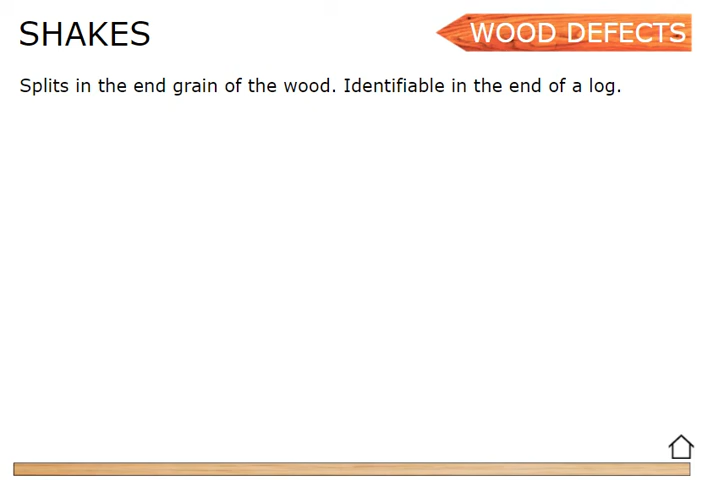 SHAKES
WOOD DEFECTS
Splits in the end grain of the wood. Identifiable in the end of a log.